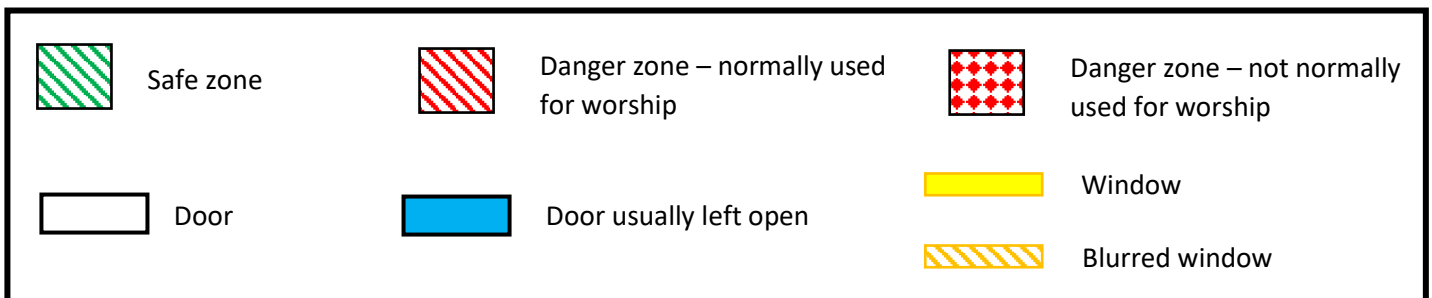 Safe zone
Danger zone – normally used
for worship
Danger zone – not normally
used for worship
Door
Door usually left open
Window
Blurred window